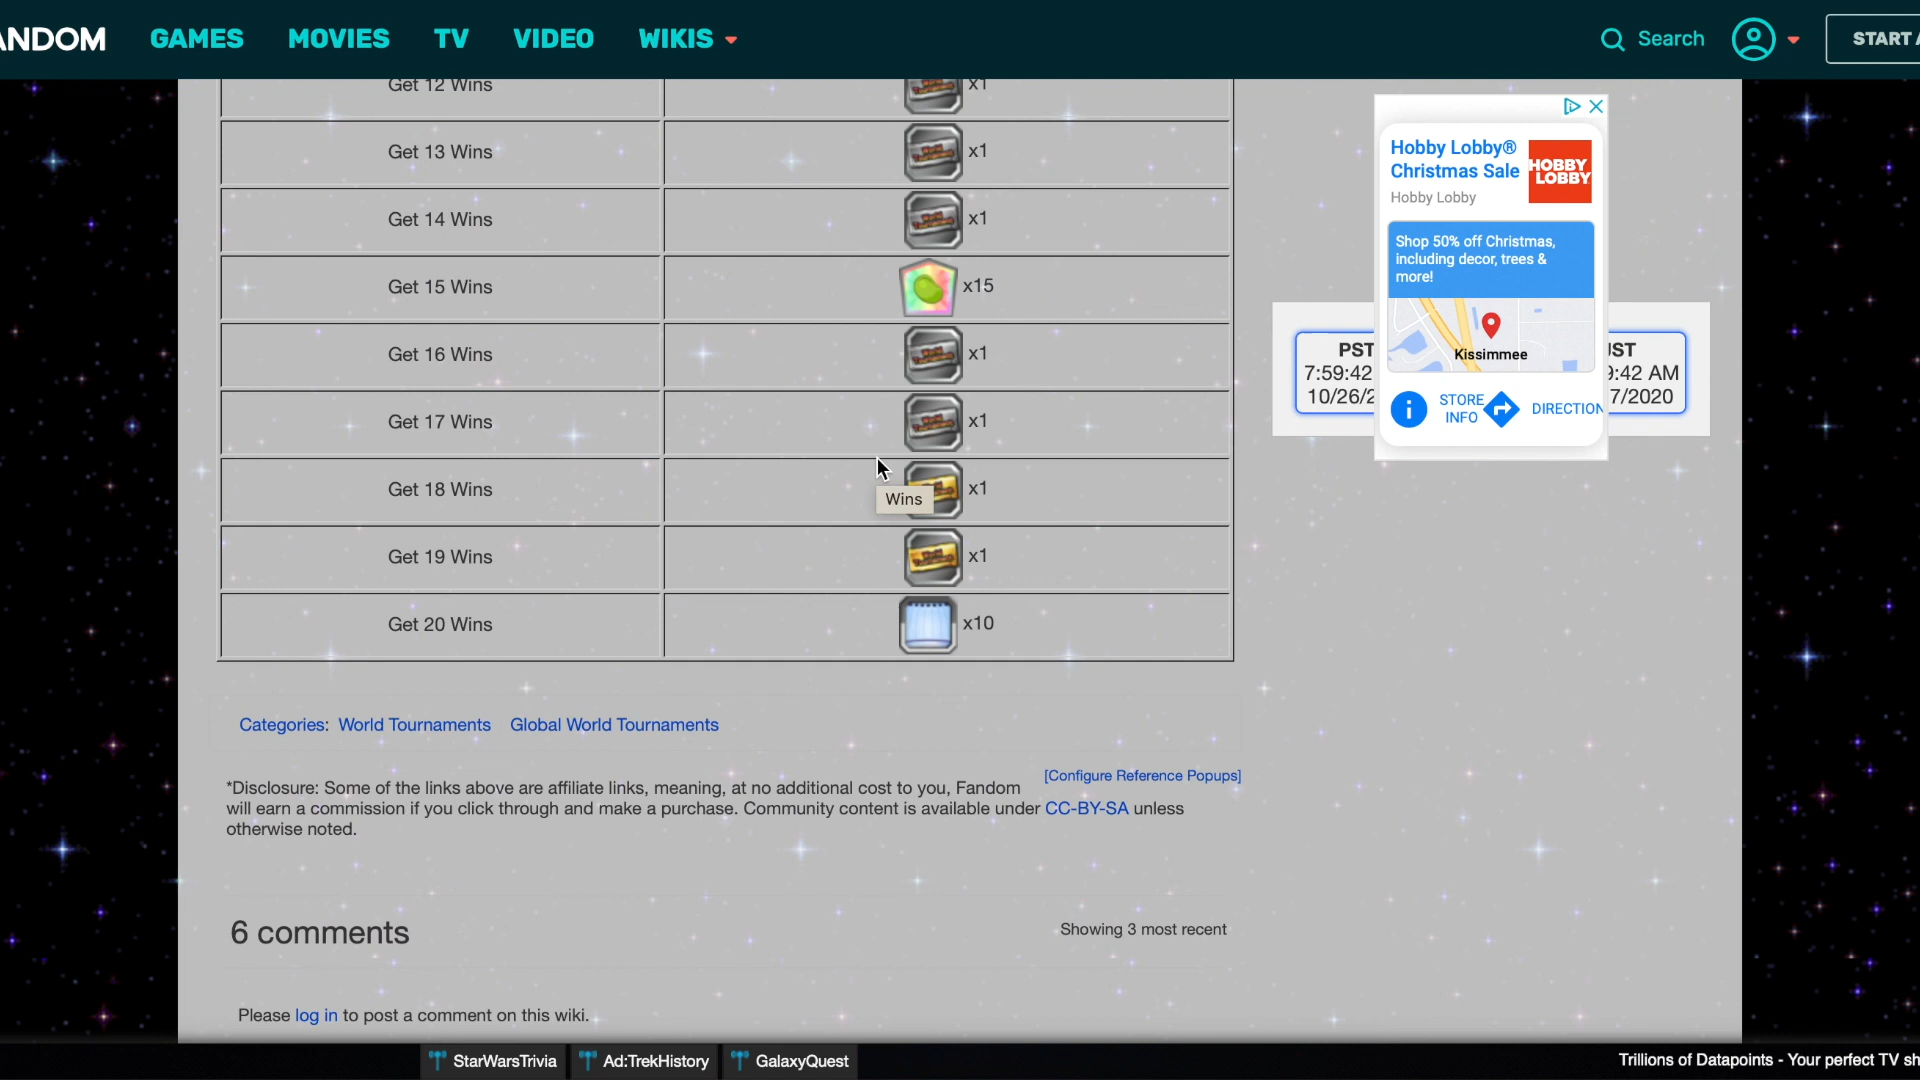 ANDOM GAMES MOVIES TV VIDEO WIKIS Search START A
Get 12 Wins x1
Get 13 Wins x1
Get 14 Wins x1
Get 15 Wins x15
Get 16 Wins x1
Get 17 Wins x1
Get 18 Wins x1
Wins
Get 19 Wins x1
Get 20 Wins x10
Hobby Lobby®
Christmas Sale
Hobby Lobby
HOBBY
LOBBY
Shop 50% off Christmas,
including decor, trees &
more!
Kissimmee
STORE
INFO
DIRECTION
PST
7:59:42
10/26/2
JST
9:42 AM
7/2020
Categories: World Tournaments Global World Tournaments
[Configure Reference Popups]
*Disclosure: Some of the links above are affiliate links, meaning, at no additional cost to you, Fandom
will earn a commission if you click through and make a purchase. Community content is available under CC-BY-SA unless
otherwise noted.
6 comments
Showing 3 most recent
Please log in to post a comment on this wiki.
StarWarsTrivia Ad:TrekHistory GalaxyQuest
Trillions of Datapoints - Your perfect TV sh